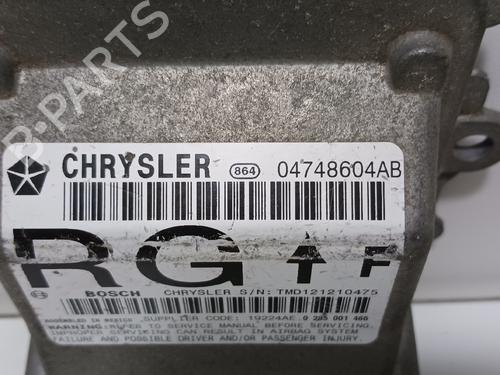 CHRYSLER 864 04748604AB
RG F
BOSCH CHRYSLER S/N: TMD121210475
ASSEMBLED IN MEXICO SUPPLIER CODE: 19224AE 0 285 001 466
WARNING: REFER TO SERVICE MANUAL BEFORE SERVICING.
IMPROPER SERVICING CAN RESULT IN AIRBAG SYSTEM
FAILURE AND POSSIBLE DRIVER AND/OR PASSENGER INJURY.
B-PARTS